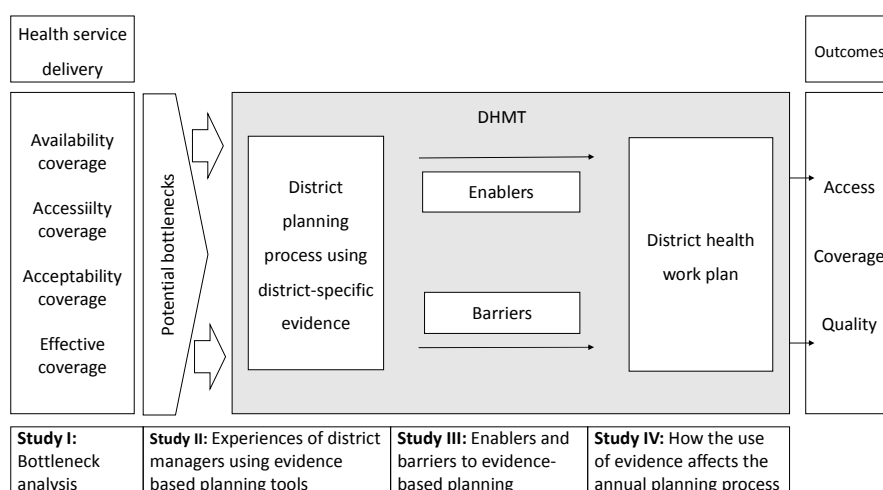 Health service
delivery
Outcomes
Availability
coverage
Accessiilty
coverage
Acceptability
coverage
Effective
coverage
Potential bottlenecks
DHMT
District
planning
process using
district-specific
evidence
Enablers
Barriers
District health
work plan
Access
Coverage
Quality
Study I:
Bottleneck
analysis
Study II: Experiences of district
managers using evidence
based planning tools
Study III: Enablers and
barriers to evidence-
based planning
Study IV: How the use
of evidence affects the
annual planning process